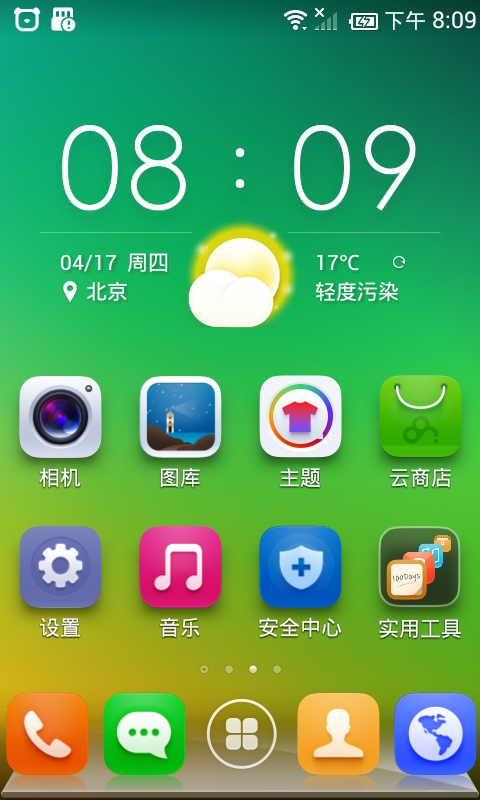 下午 8:09
08 : 09
04/17 周四
17℃
北京
轻度污染
相机
图库
主题
云商店
100 Days
设置
音乐
安全中心
实用工具